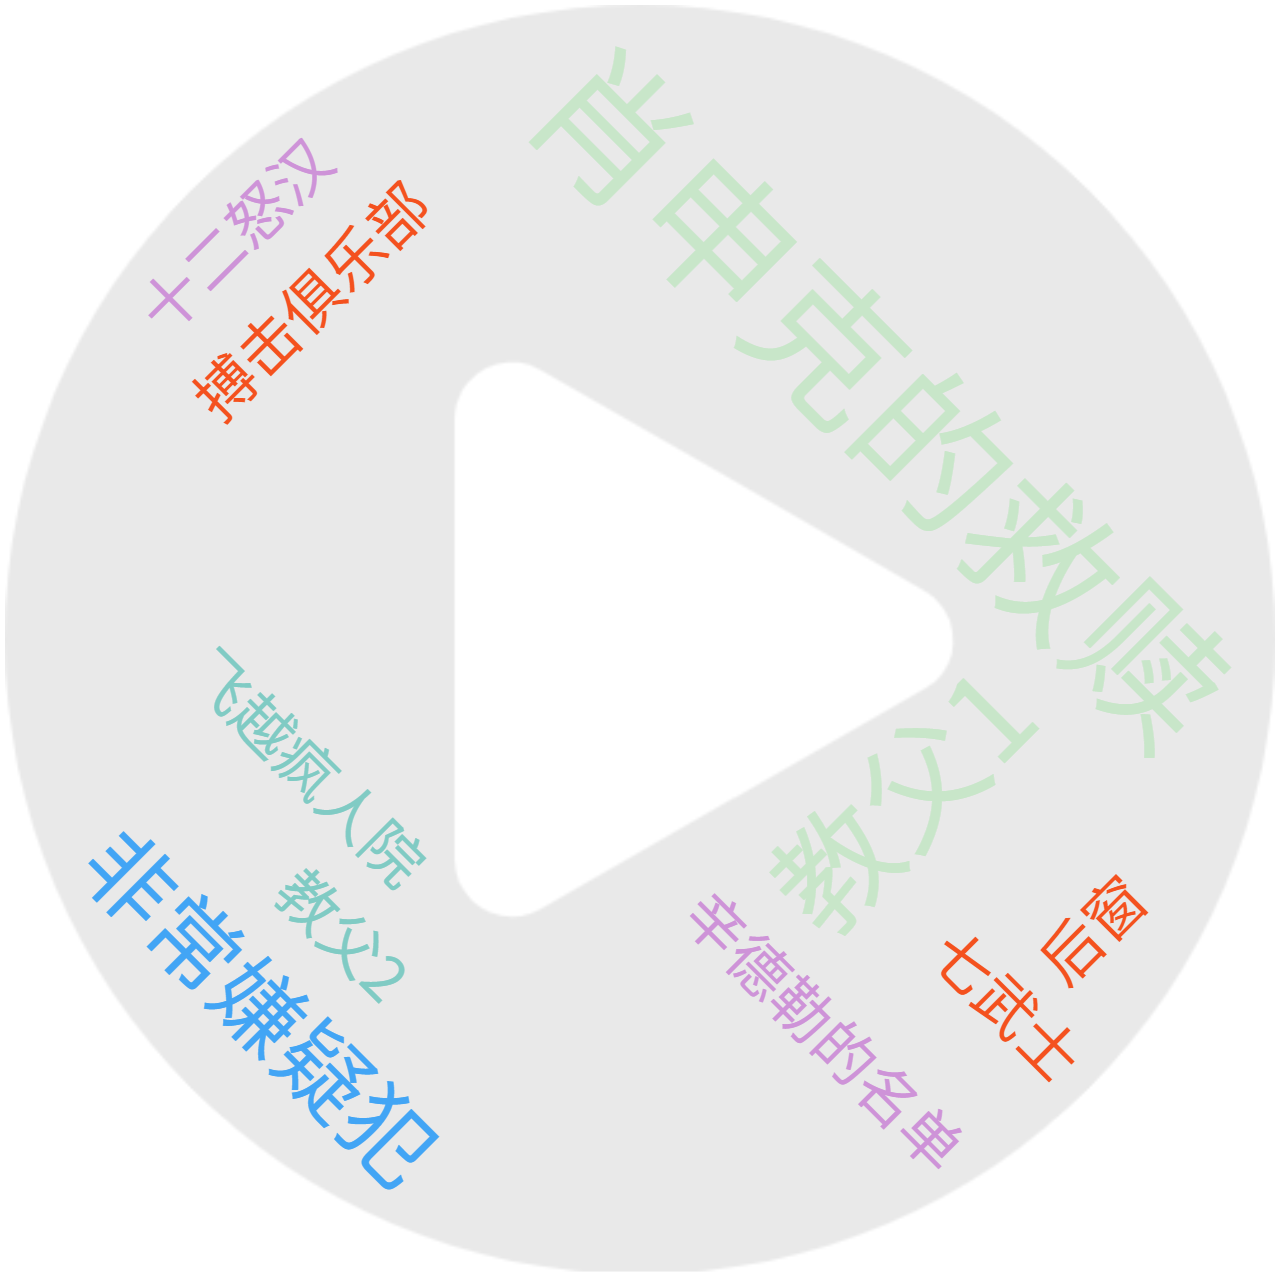 肖申克的救赎
十二怒汉
搏击俱乐部
飞越疯人院
教父1
非常嫌疑犯
教父2
辛德勒的名单
后窗
七武士